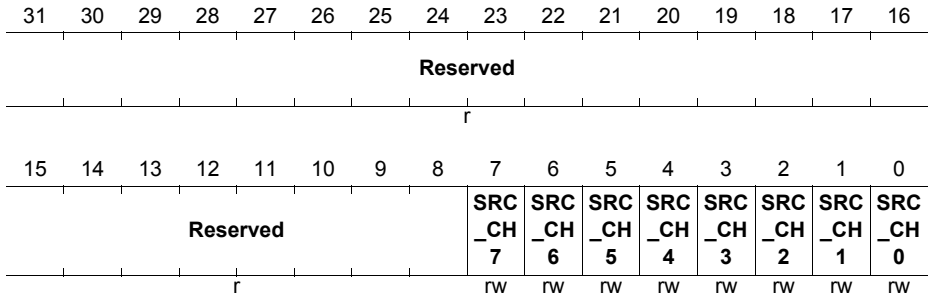 31 30 29 28 27 26 25 24 23 22 21 20 19 18 17 16
Reserved
r
15 14 13 12 11 10 9 8 7 6 5 4 3 2 1 0
SRC SRC SRC SRC SRC SRC SRC SRC
Reserved _CH _CH _CH _CH _CH _CH _CH _CH
7 6 5 4 3 2 1 0
r rw rw rw rw rw rw rw rw